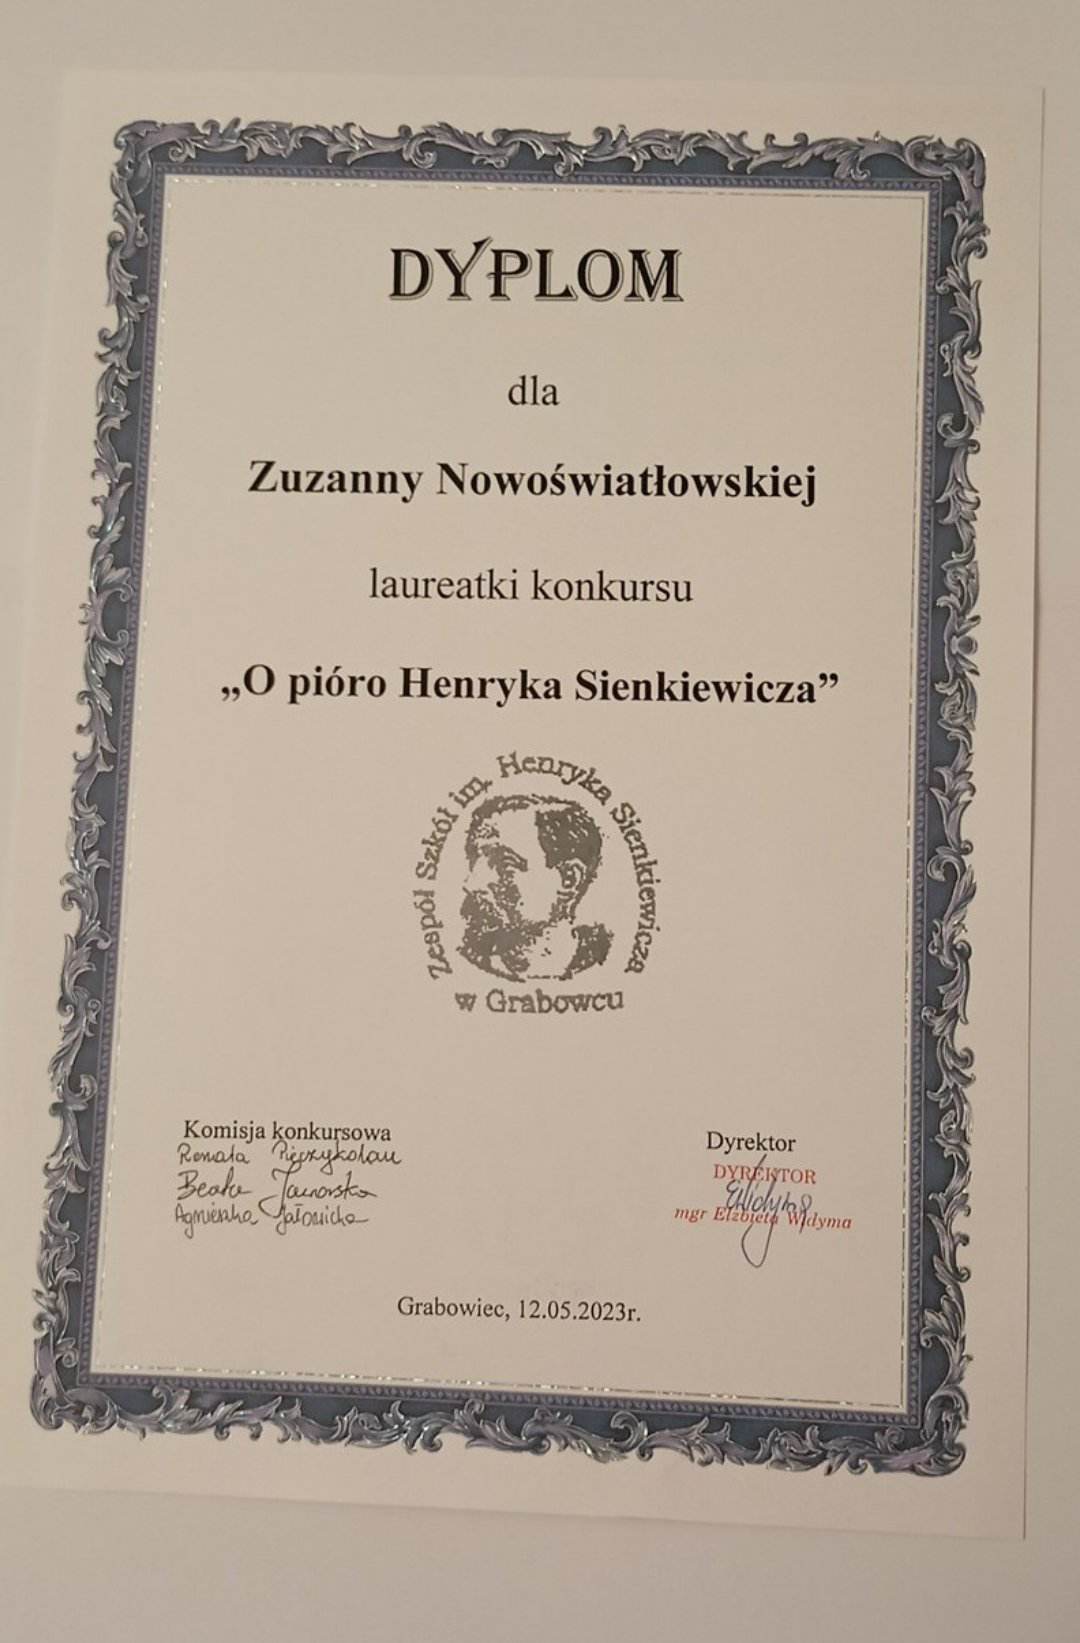 DYPLOM
dla
Zuzanny Nowoświatłowskiej
laureatki konkursu
„O pióro Henryka Sienkiewicza”
Zespół Szkół im. Henryka Sienkiewicza
w Grabowcu
Komisja konkursowa
Renata
Beata Jaworska
Agnieszka
Dyrektor
DYREKTOR
mgr Elżbieta Widyma
Grabowiec, 12.05.2023r.